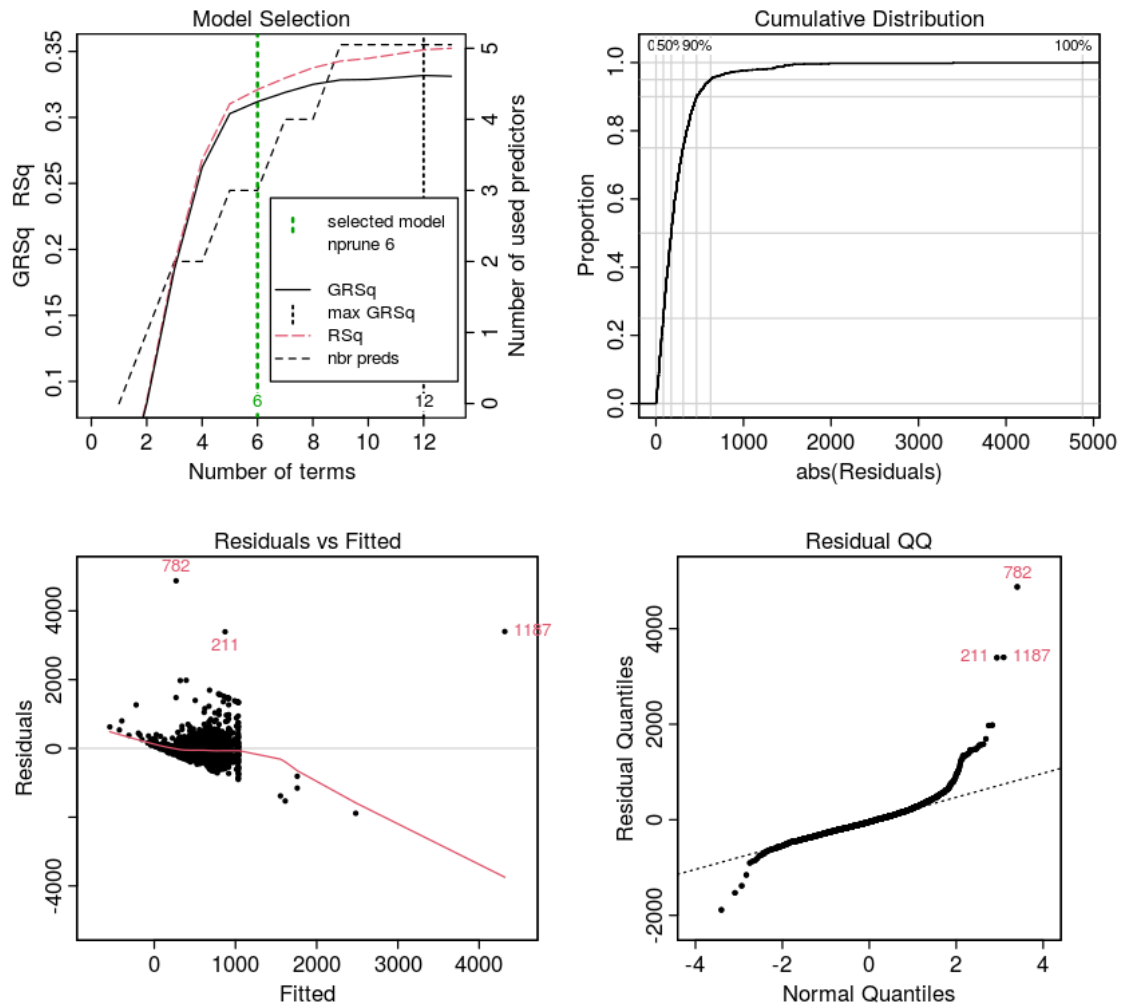 Model Selection
0.35
0.3
0.25
0.2
0.15
0.1
GRSq RSq
5
4
3
2
1
0
Number of used predictors
selected model
nprune 6
GRSq
max GRSq
RSq
nbr preds
6
12
0 2 4 6 8 10 12
Number of terms
Cumulative Distribution
50% 90% 100%
1.0
0.8
0.6
0.4
0.2
0.0
Proportion
0 1000 2000 3000 4000 5000
abs(Residuals)
Residuals vs Fitted
782
211
1187
4000
2000
0
-4000
Residuals
0 1000 2000 3000 4000
Fitted
Residual QQ
782
211 1187
4000
2000
0
-2000
Residual Quantiles
-4 -2 0 2 4
Normal Quantiles